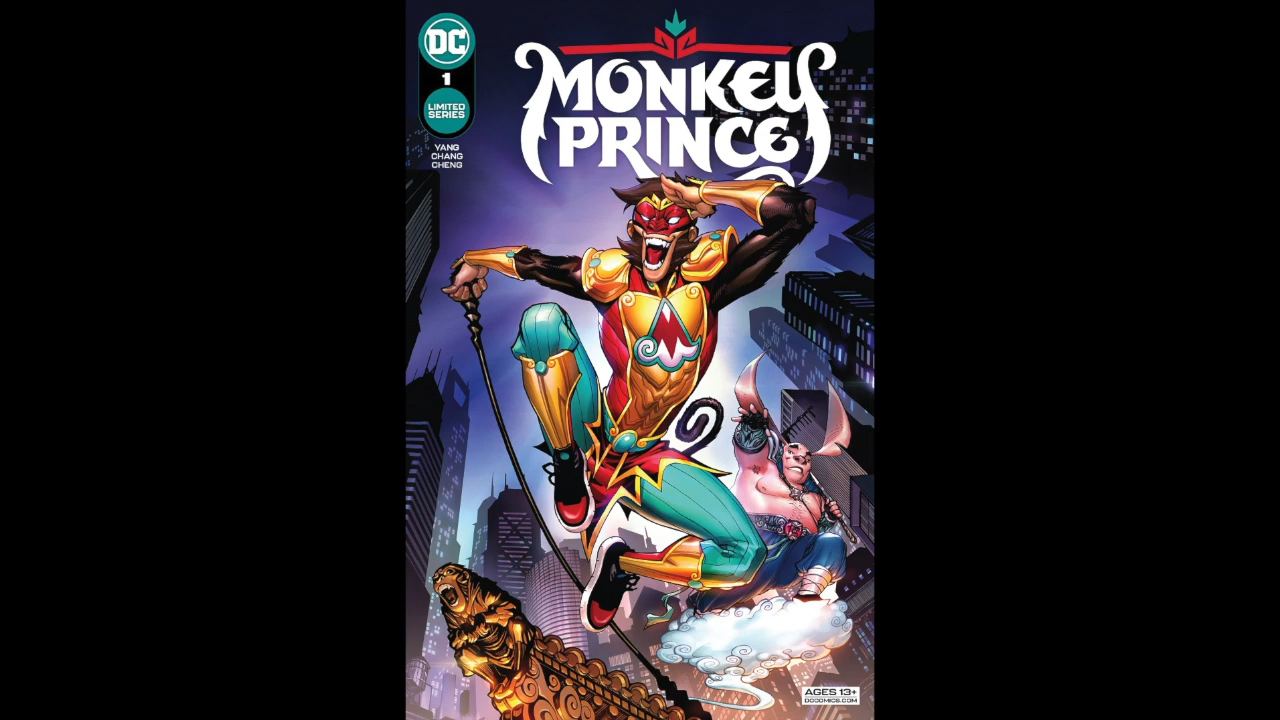 DC
1
LIMITED
SERIES
YANG
CHANG
CHENG
MONKEY
PRINCE
AGES 13+
DCCOMICS.COM